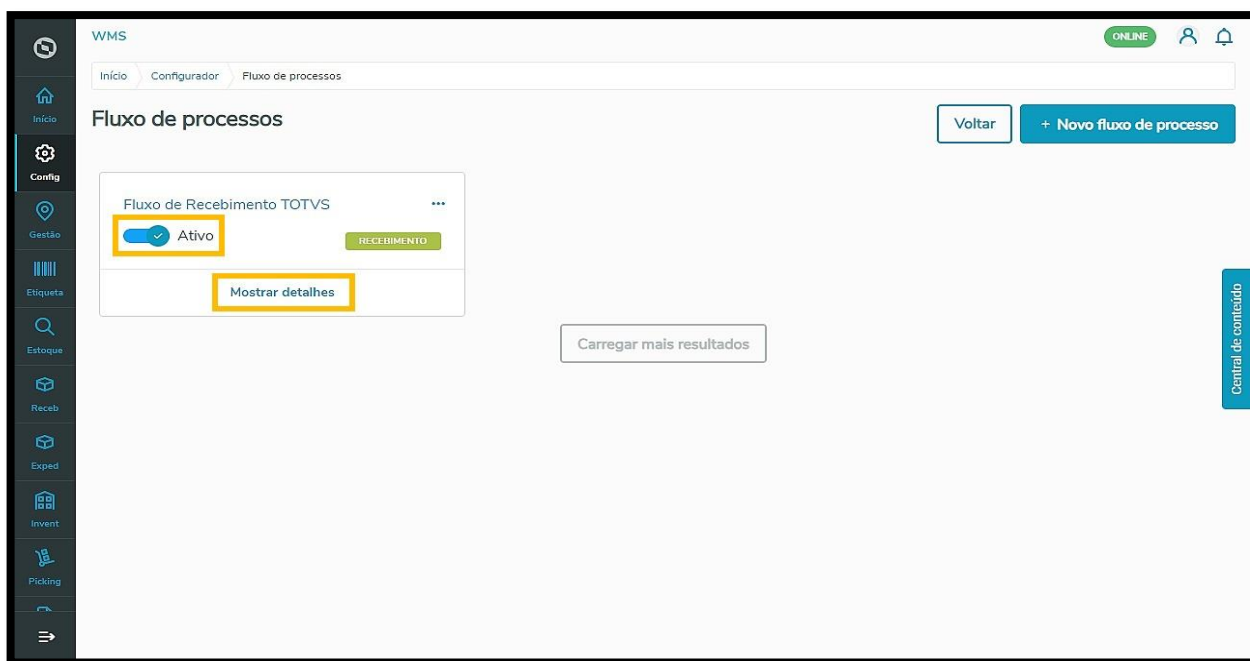 WMS
ONLINE
Início
Configurador
Fluxo de processos
Fluxo de processos
Voltar
+ Novo fluxo de processo
Início
Config
Gestão
Etiqueta
Estoque
Receb
Exped
Invent
Picking
Fluxo de Recebimento TOTVS
...
Ativo
RECEBIMENTO
Mostrar detalhes
Carregar mais resultados
Central de conteúdo